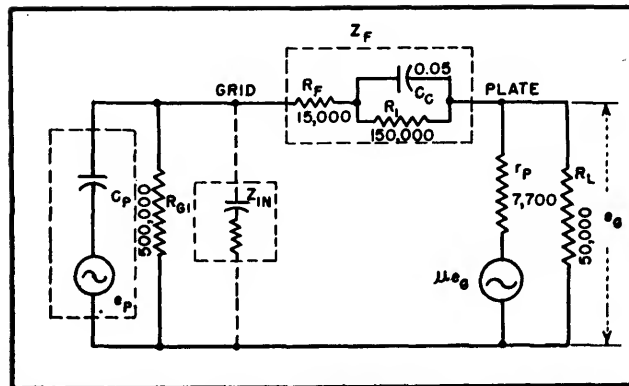 Z_F
GRID
R_F
15,000
0.05
C_C
R_1
150,000
PLATE
C_P
e_P
R_G1
500,000
Z_IN
r_P
7,700
μe_G
R_L
50,000
e_G